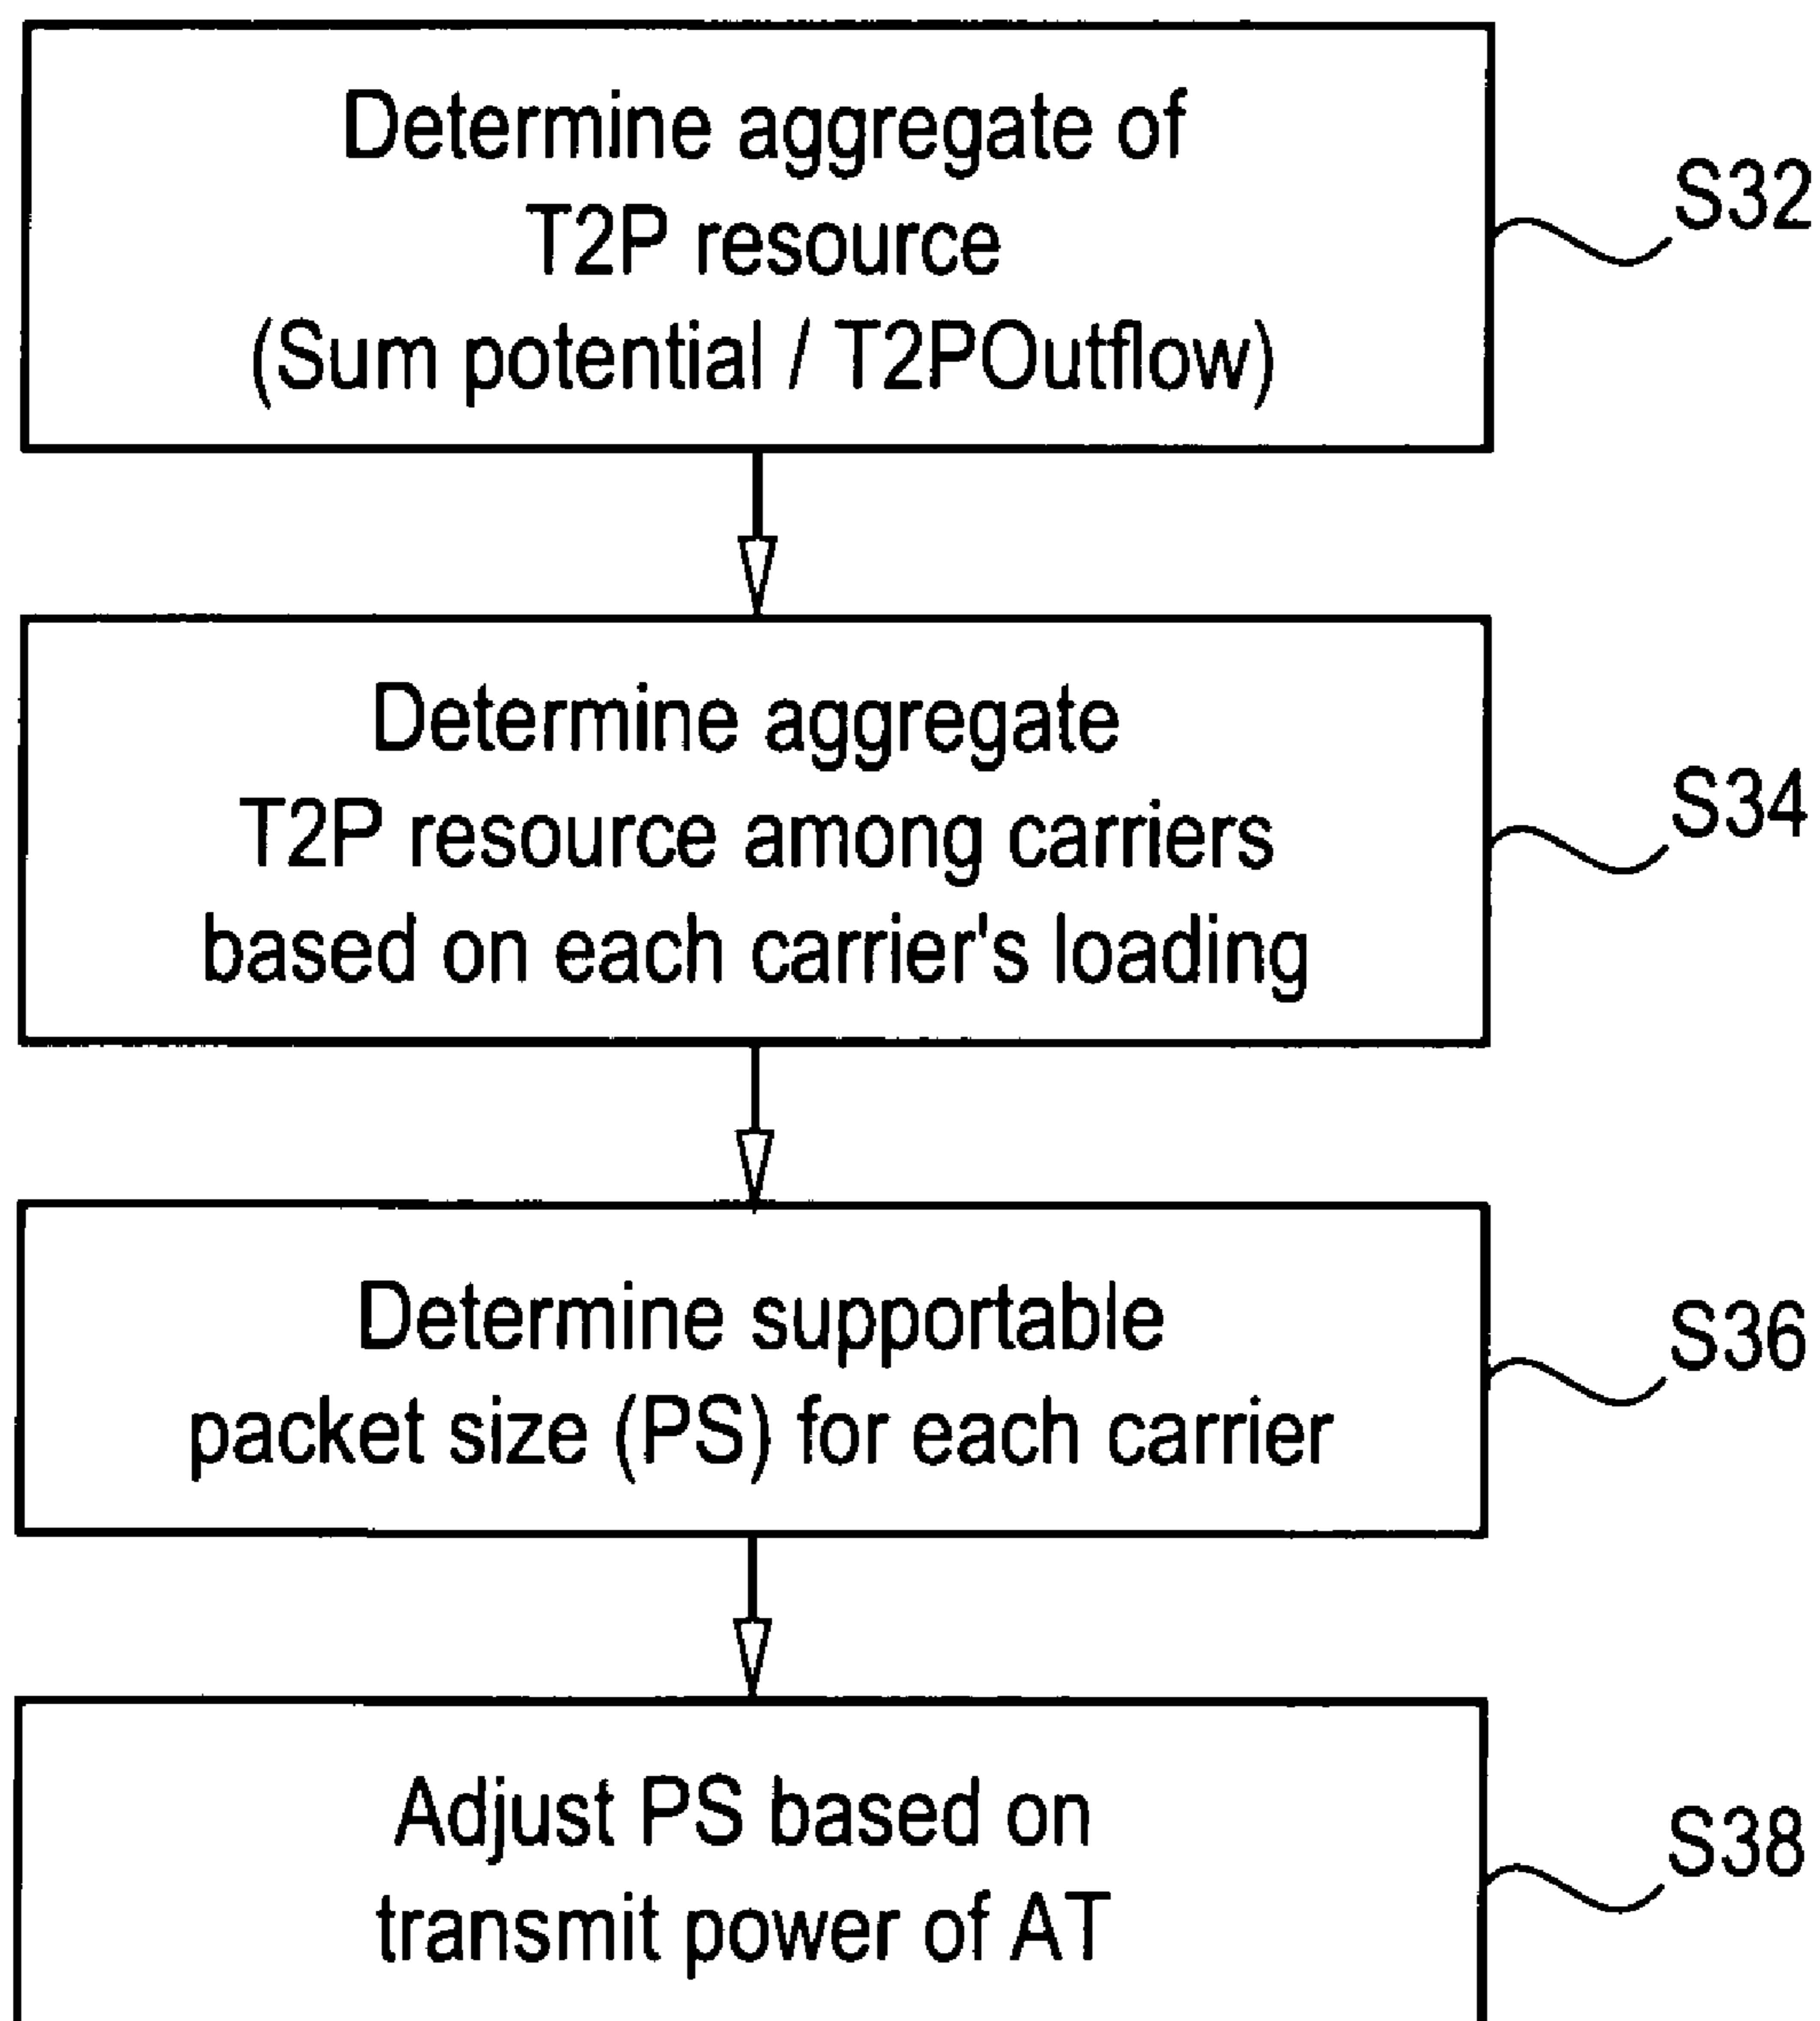 Determine aggregate of
T2P resource
(Sum potential / T2POutflow)
S32
Determine aggregate
T2P resource among carriers
based on each carrier's loading
S34
Determine supportable
packet size (PS) for each carrier
S36
Adjust PS based on
transmit power of AT
S38